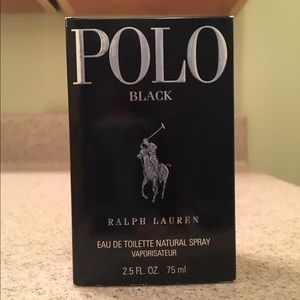 POLO
BLACK
RALPH LAUREN
EAU DE TOILETTE NATURAL SPRAY
VAPORISATEUR
2.5 FL. OZ. 75 ml